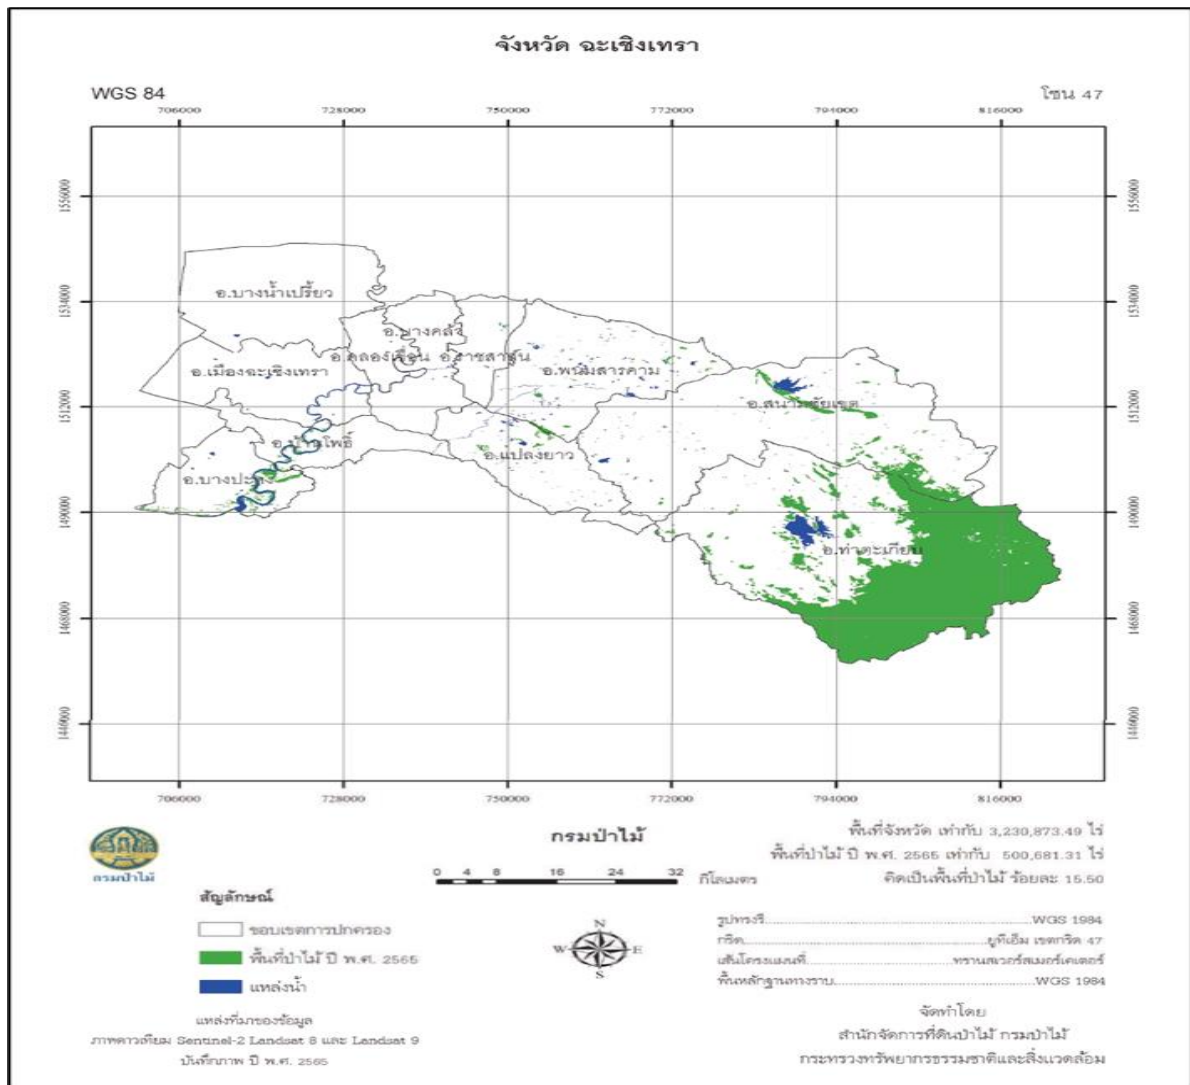 จังหวัด ฉะเชิงเทรา
WGS 84
โซน 47
706000 728000 750000 772000 794000 816000
1556000 1556000
1534000 1534000
1512000 1512000
1490000 1490000
1468000 1468000
1446000 1446000
อ.บางน้ำเปรี้ยว
อ.บางคล้า
อ.คลองเขื่อน อ.ราชสาส์น
อ.เมืองฉะเชิงเทรา
อ.พนมสารคาม
อ.สนามชัยเขต
อ.บ้านโพธิ์
อ.แปลงยาว
อ.บางปะกง
อ.ท่าตะเกียบ
706000 728000 750000 772000 794000 816000
กรมป่าไม้
กรมป่าไม้
0 4 8 16 24 32
กิโลเมตร
พื้นที่จังหวัด เท่ากับ 3,230,873.49 ไร่
พื้นที่ป่าไม้ ปี พ.ศ. 2565 เท่ากับ 500,681.31 ไร่
คิดเป็นพื้นที่ป่าไม้ ร้อยละ 15.50
สัญลักษณ์
ขอบเขตการปกครอง
พื้นที่ป่าไม้ ปี พ.ศ. 2565
แหล่งน้ำ
N
W E
S
รูปทรงรี WGS 1984
กริด ยูทีเอ็ม เขตกริด 47
เส้นโครงแผนที่ ทรานสเวอร์สเมอร์เคเตอร์
พื้นหลักฐานทางราบ WGS 1984
แหล่งที่มาของข้อมูล
ภาพดาวเทียม Sentinel-2 Landsat 8 และ Landsat 9
บันทึกภาพ ปี พ.ศ. 2565
จัดทำโดย
สำนักจัดการที่ดินป่าไม้ กรมป่าไม้
กระทรวงทรัพยากรธรรมชาติและสิ่งแวดล้อม